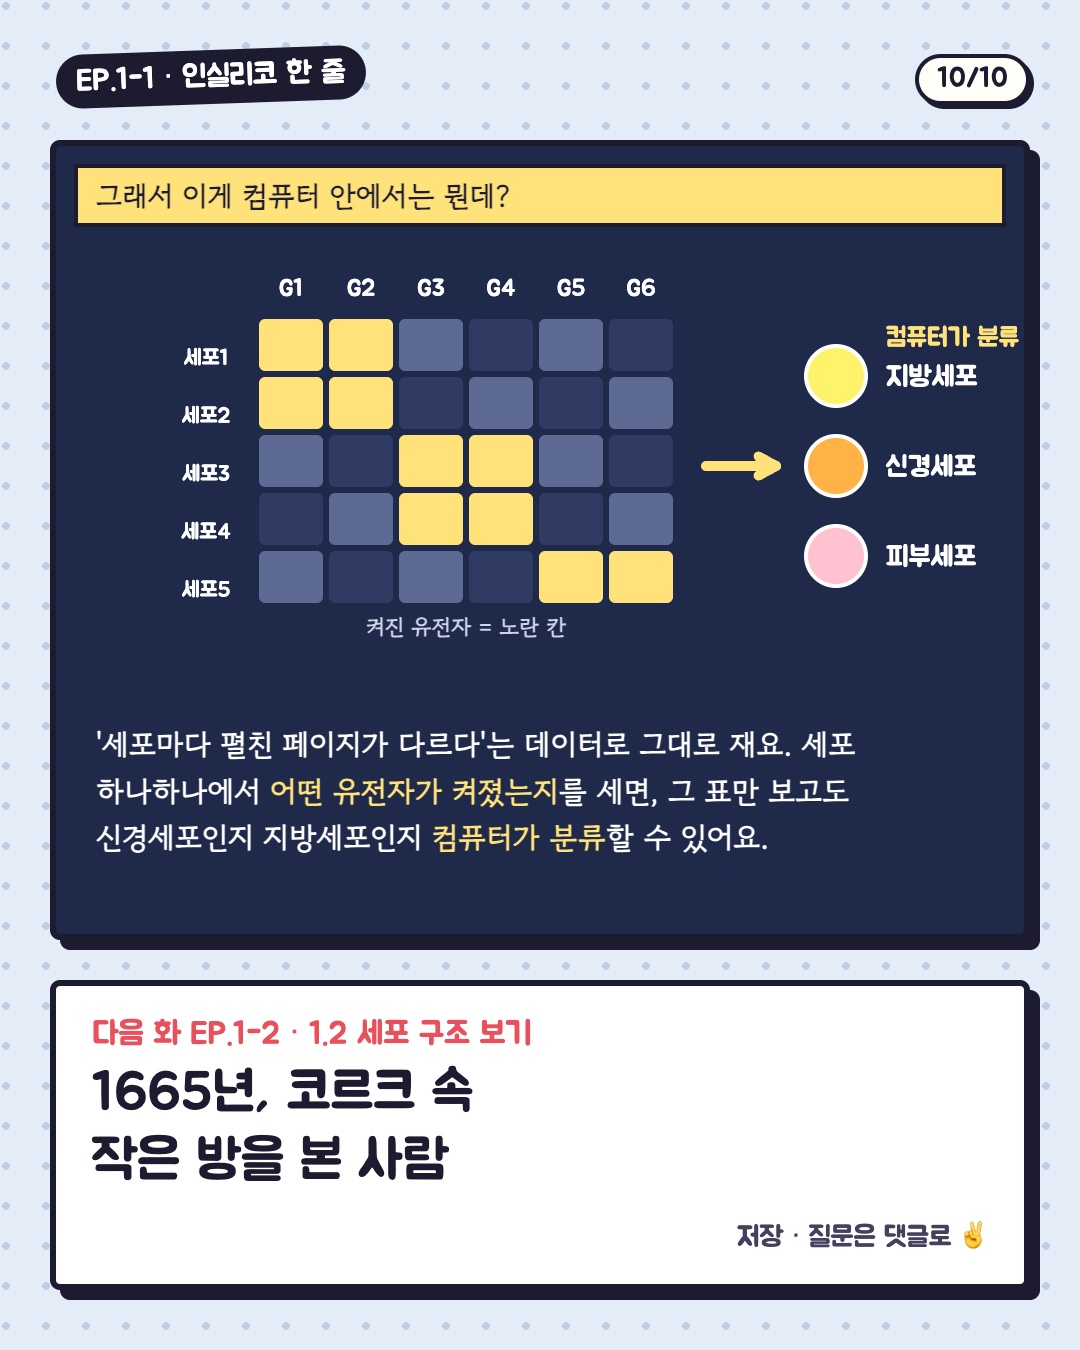 EP.1-1 · 인실리코 한 줄
10/10
그래서 이게 컴퓨터 안에서는 뭔데?
G1 G2 G3 G4 G5 G6
세포1
세포2
세포3
세포4
세포5
켜진 유전자 = 노란 칸
컴퓨터가 분류
지방세포
신경세포
피부세포
'세포마다 펼친 페이지가 다르다'는 데이터로 그대로 재요. 세포
하나하나에서 어떤 유전자가 켜졌는지를 세면, 그 표만 보고도
신경세포인지 지방세포인지 컴퓨터가 분류할 수 있어요.
다음 화 EP.1-2 · 1.2 세포 구조 보기
1665년, 코르크 속
작은 방을 본 사람
저장 · 질문은 댓글로 ✌️